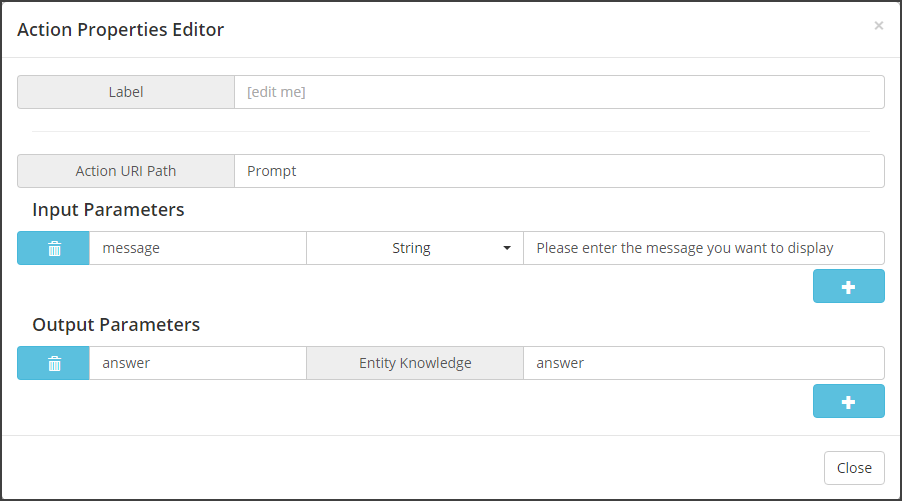 Action Properties Editor ×
Label [edit me]
Action URI Path Prompt
Input Parameters
message String Please enter the message you want to display
Output Parameters
answer Entity Knowledge answer
Close